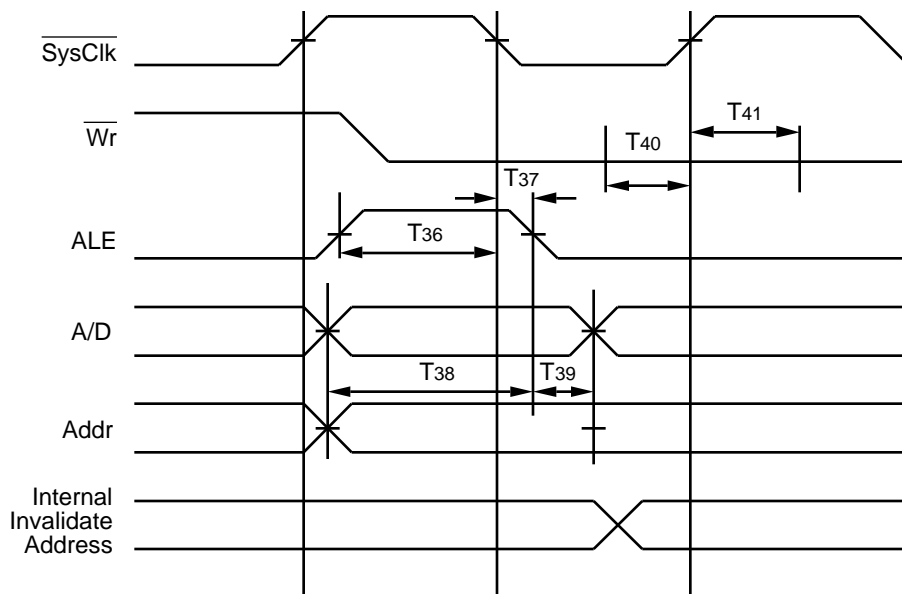 SysClk
Wr
T41
T40
T37
ALE
T36
A/D
T38
T39
Addr
Internal
Invalidate
Address